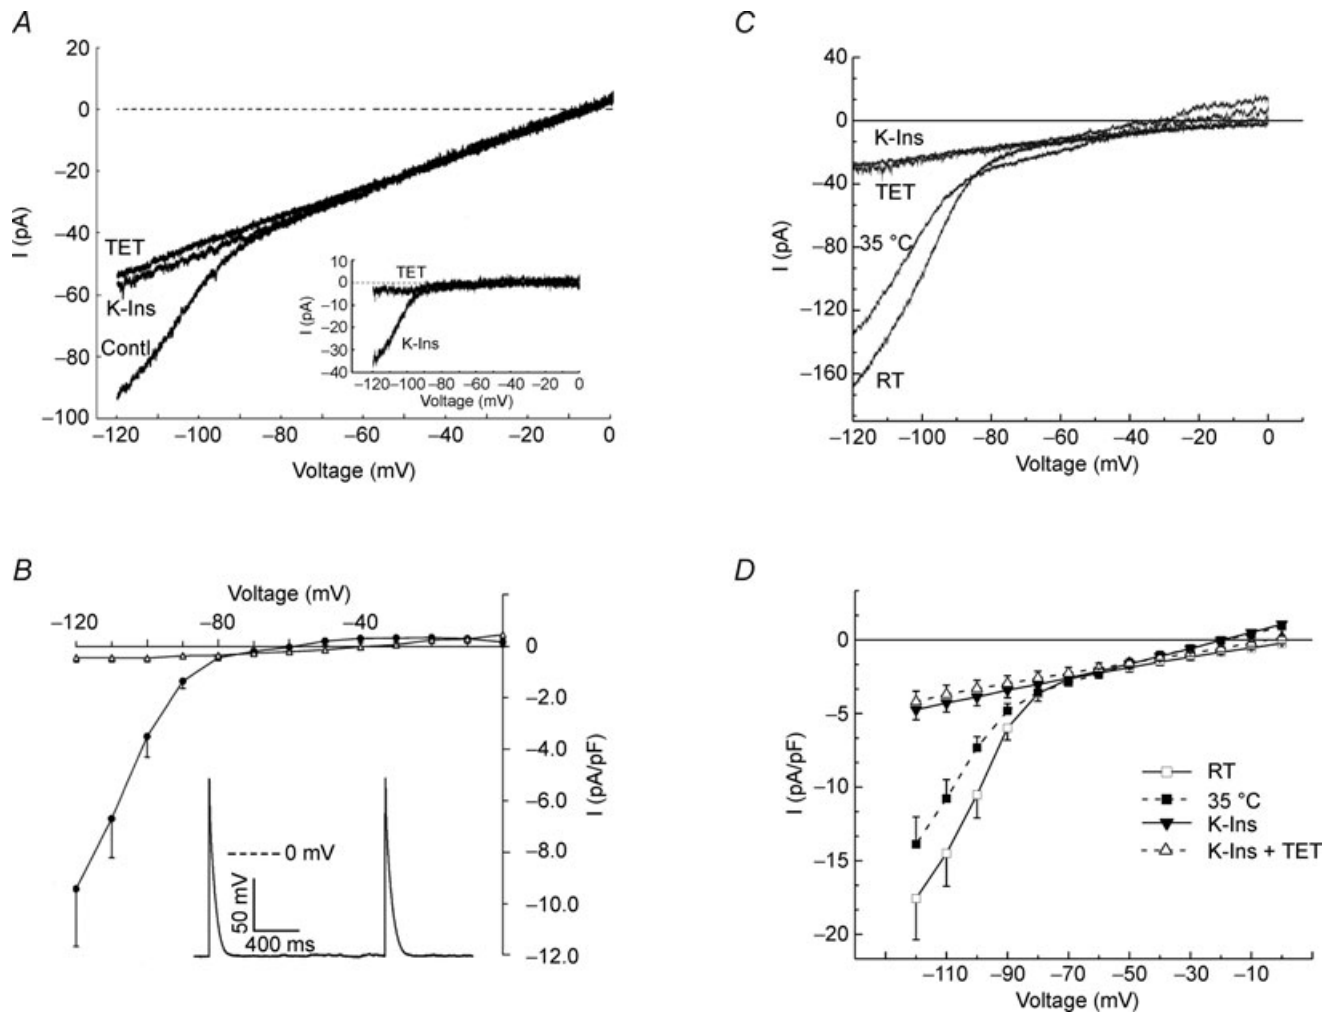 A
20
0
–20
–40
–60
–80
–100
I (pA)
TET
K-Ins
Contl
–120
–100
–80
–60
–40
–20
0
Voltage (mV)
10
0
–10
–20
–30
–40
I (pA)
TET
K-Ins
–120
–100
–80
–60
–40
–20
0
Voltage (mV)
C
40
0
–40
–80
–120
–160
I (pA)
K-Ins
TET
35 °C
RT
–120
–100
–80
–60
–40
–20
0
Voltage (mV)
B
Voltage (mV)
–120
–80
–40
0
–2.0
–4.0
–6.0
–8.0
–10.0
–12.0
I (pA/pF)
0 mV
50 mV
400 ms
D
0
–5
–10
–15
–20
I (pA/pF)
RT
35 °C
K-Ins
K-Ins + TET
–110
–90
–70
–50
–30
–10
Voltage (mV)